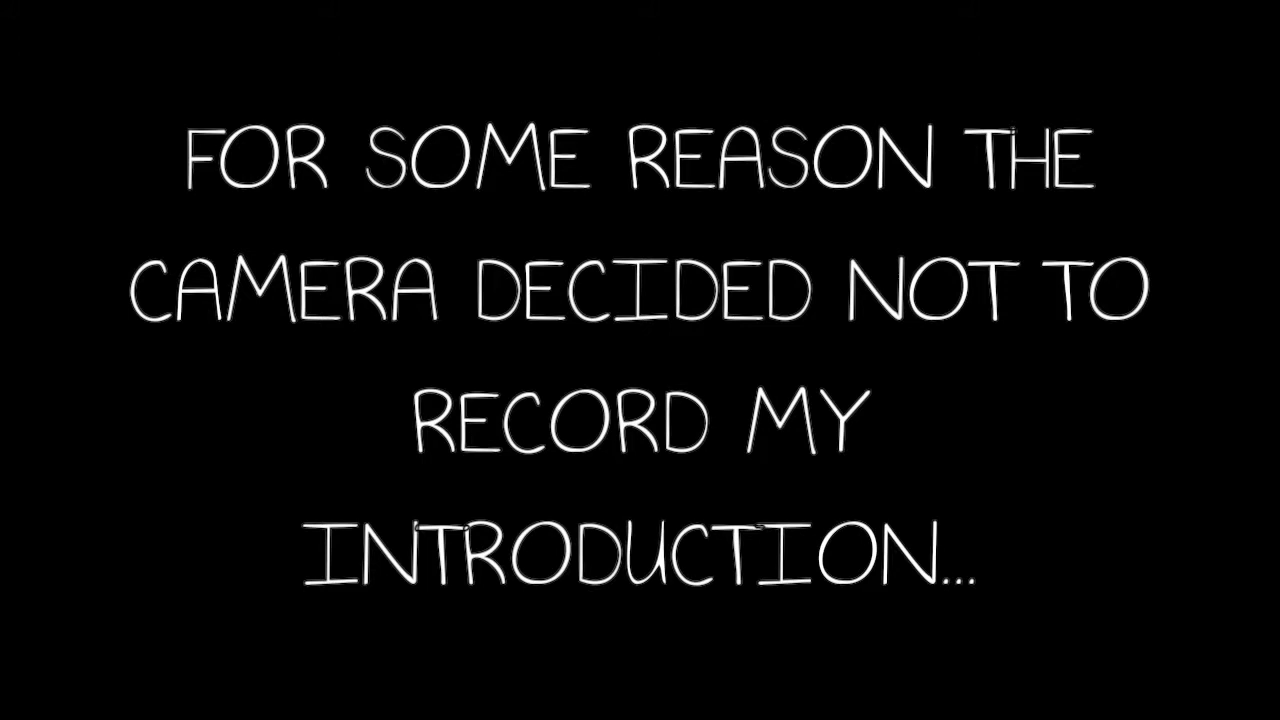 FOR SOME REASON THE
CAMERA DECIDED NOT TO
RECORD MY
INTRODUCTION...